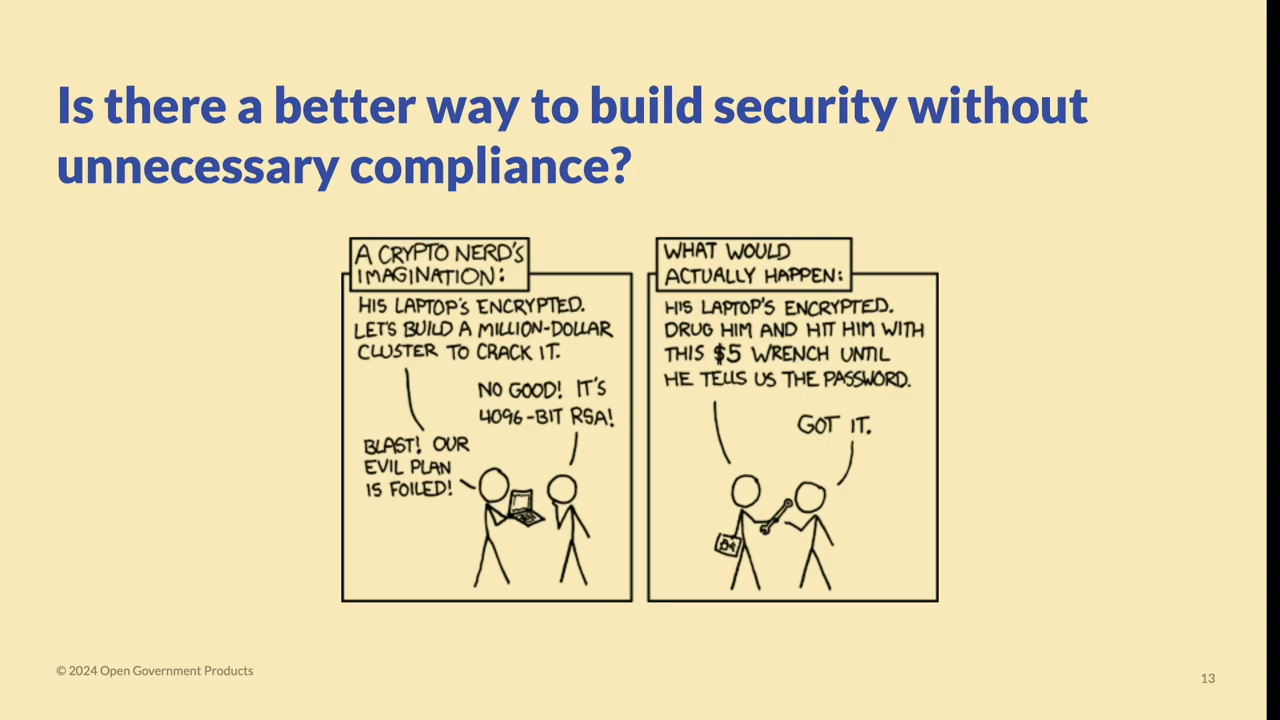 Is there a better way to build security without
unnecessary compliance?
A CRYPTO NERD'S
IMAGINATION:
HIS LAPTOP'S ENCRYPTED.
LET'S BUILD A MILLION-DOLLAR
CLUSTER TO CRACK IT.
NO GOOD! IT'S
4096-BIT RSA!
BLAST! OUR
EVIL PLAN
IS FOILED!
WHAT WOULD
ACTUALLY HAPPEN:
HIS LAPTOP'S ENCRYPTED.
DRUG HIM AND HIT HIM WITH
THIS $5 WRENCH UNTIL
HE TELLS US THE PASSWORD.
GOT IT.
© 2024 Open Government Products
13